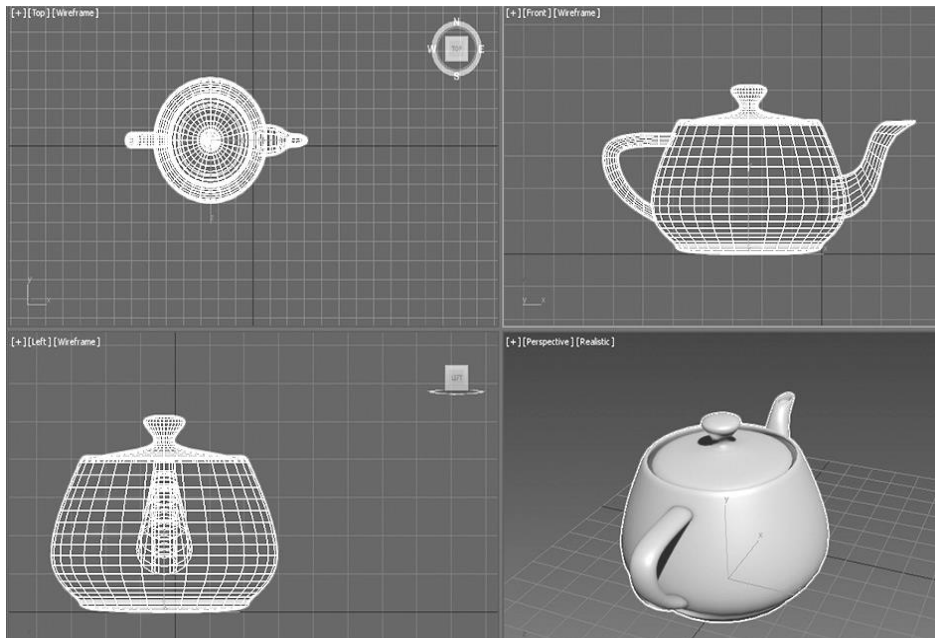 [+] [Top] [Wireframe]
N
W TOP E
S
y
x
[+] [Front] [Wireframe]
y x
[+] [Left] [Wireframe]
LEFT
[+] [Perspective] [Realistic]
y
x